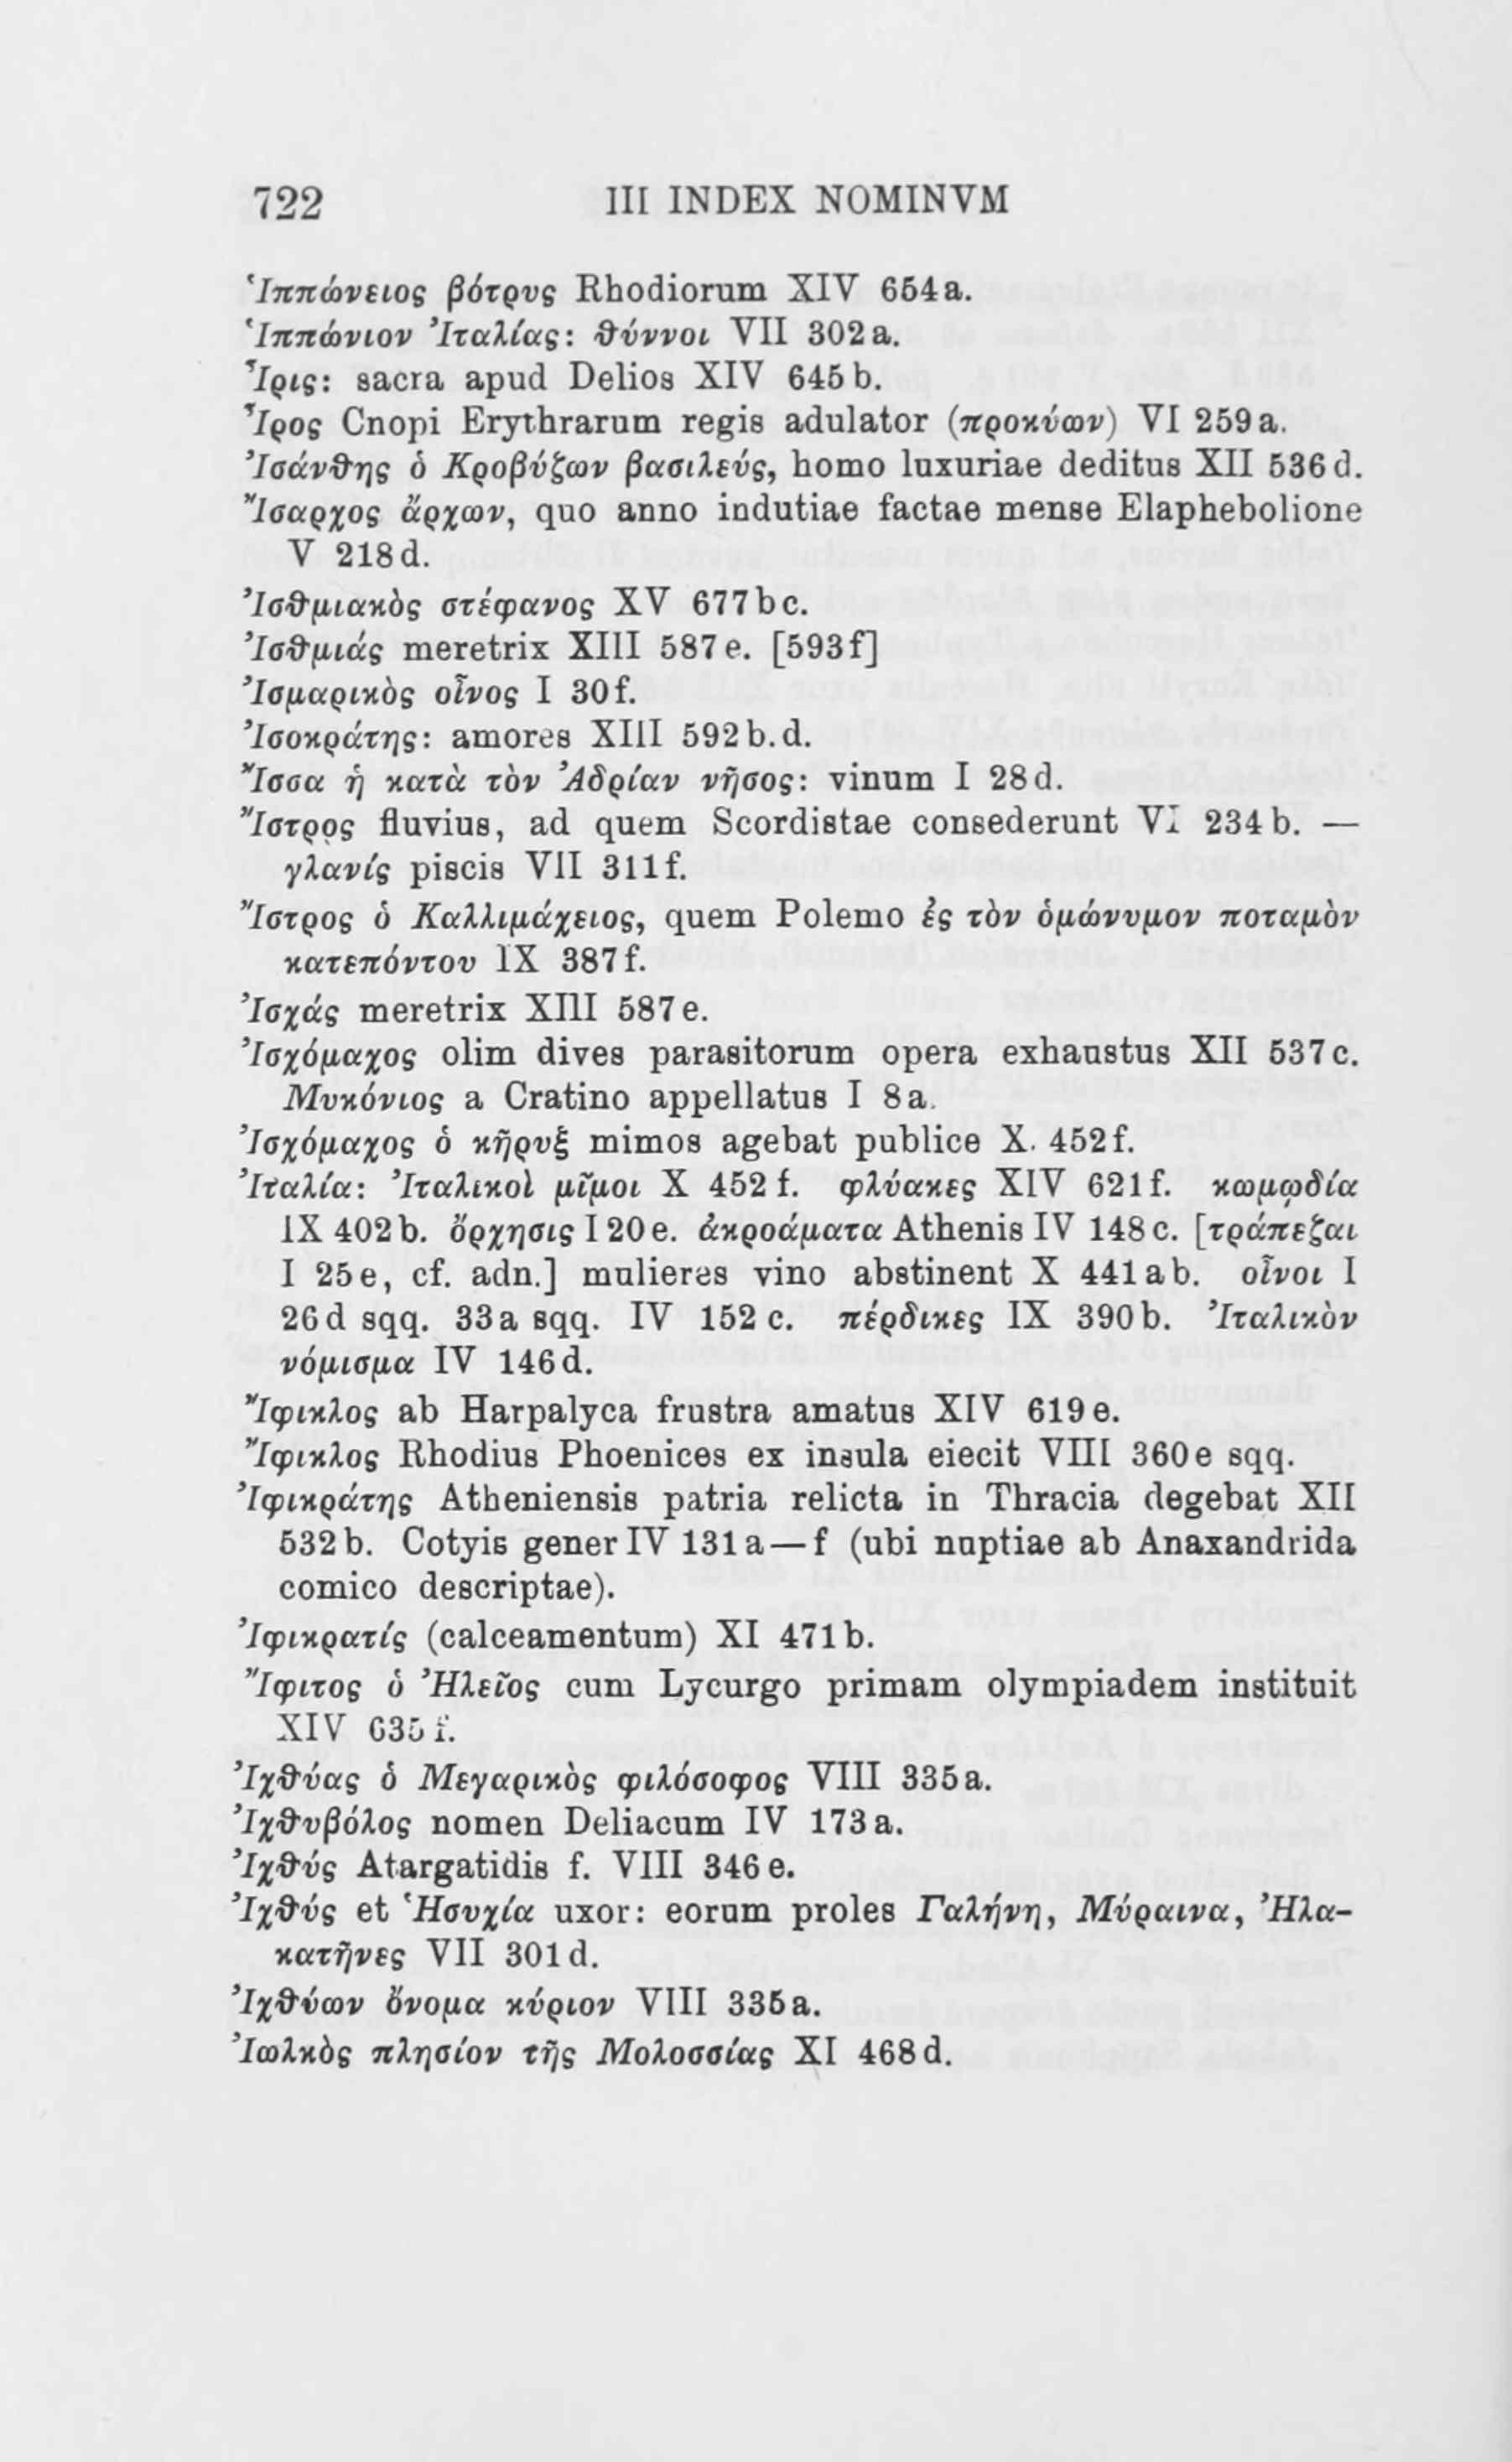 722 III INDEX NOMINVM
Ἱππώνειος βότρυς Rhodiorum XIV 654a.
Ἱππώνιον Ἰταλίας: θύννοι VII 302a.
Ἶρις: sacra apud Delios XIV 645b.
Ἶρος Cnopi Erythrarum regis adulator (προκύων) VI 259a.
Ἰσάνθης ὁ Κροβύζων βασιλεύς, homo luxuriae deditus XII 536d.
Ἴσαρχος ἄρχων, quo anno indutiae factae mense Elaphebolione
V 218d.
Ἰσθμιακὸς στέφανος XV 677bc.
Ἰσθμιάς meretrix XIII 587e. [593f]
Ἰσμαρικὸς οἶνος I 30f.
Ἰσοκράτης: amores XIII 592b.d.
Ἴσσα ἡ κατὰ τὸν Ἀδρίαν νῆσος: vinum I 28d.
Ἴστρος fluvius, ad quem Scordistae consederunt VI 234b. —
γλανίς piscis VII 311f.
Ἴστρος ὁ Καλλιμάχειος, quem Polemo ἐς τὸν ὁμώνυμον ποταμὸν
κατεπόντου IX 387f.
Ἰσχάς meretrix XIII 587e.
Ἰσχόμαχος olim dives parasitorum opera exhaustus XII 537c.
Μυκόνιος a Cratino appellatus I 8a.
Ἰσχόμαχος ὁ κῆρυξ mimos agebat publice X. 452f.
Ἰταλία: Ἰταλικοὶ μῖμοι X 452f. φλύακες XIV 621f. κωμῳδία
IX 402b. ὄρχησις I 20e. ἀκροάματα Athenis IV 148c. [τράπεζαι
I 25e, cf. adn.] mulieres vino abstinent X 441ab. οἶνοι I
26d sqq. 33a sqq. IV 152c. πέρδικες IX 390b. Ἰταλικὸν
νόμισμα IV 146d.
Ἴφικλος ab Harpalyca frustra amatus XIV 619e.
Ἴφικλος Rhodius Phoenices ex insula eiecit VIII 360e sqq.
Ἰφικράτης Atheniensis patria relicta in Thracia degebat XII
532b. Cotyis gener IV 131a—f (ubi nuptiae ab Anaxandrida
comico descriptae).
Ἰφικρατίς (calceamentum) XI 471b.
Ἴφιτος ὁ Ἠλεῖος cum Lycurgo primam olympiadem instituit
XIV 635f.
Ἰχθύας ὁ Μεγαρικὸς φιλόσοφος VIII 335a.
Ἰχθυβόλος nomen Deliacum IV 173a.
Ἰχθύς Atargatidis f. VIII 346e.
Ἰχθύς et Ἡσυχία uxor: eorum proles Γαλήνη, Μύραινα, Ἠλα-
κατῆνες VII 301d.
Ἰχθύων ὄνομα κύριον VIII 335a.
Ἰωλκὸς πλησίον τῆς Μολοσσίας XI 468d.